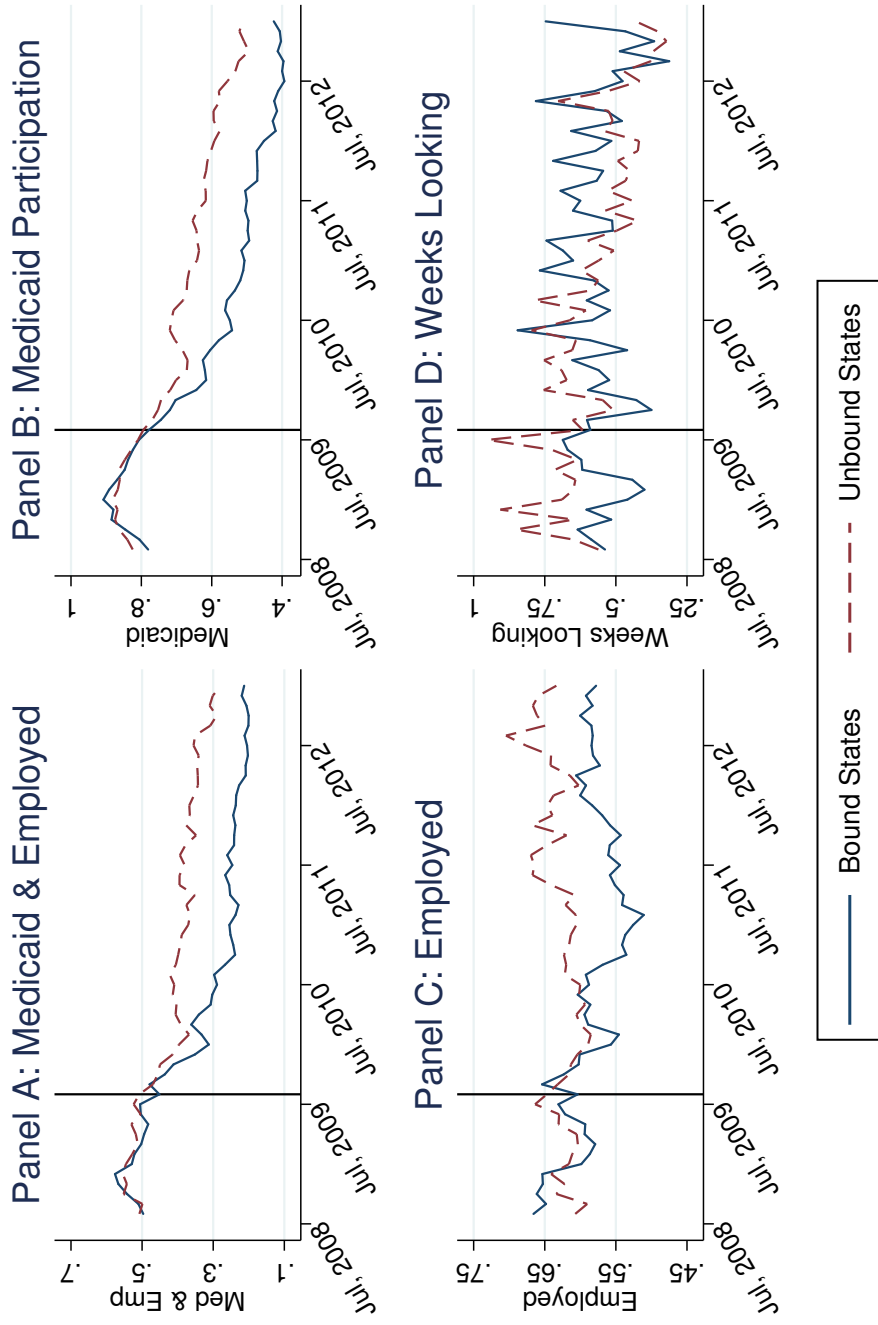 Panel A: Medicaid & Employed
Med & Emp
.7
.5
.3
.1
Jul, 2008
Jul, 2009
Jul, 2010
Jul, 2011
Jul, 2012
Panel B: Medicaid Participation
Medicaid
1
.8
.6
.4
Jul, 2008
Jul, 2009
Jul, 2010
Jul, 2011
Jul, 2012
Panel C: Employed
Employed
.75
.65
.55
.45
Jul, 2008
Jul, 2009
Jul, 2010
Jul, 2011
Jul, 2012
Panel D: Weeks Looking
Weeks Looking
1
.75
.5
.25
Jul, 2008
Jul, 2009
Jul, 2010
Jul, 2011
Jul, 2012
Bound States
Unbound States